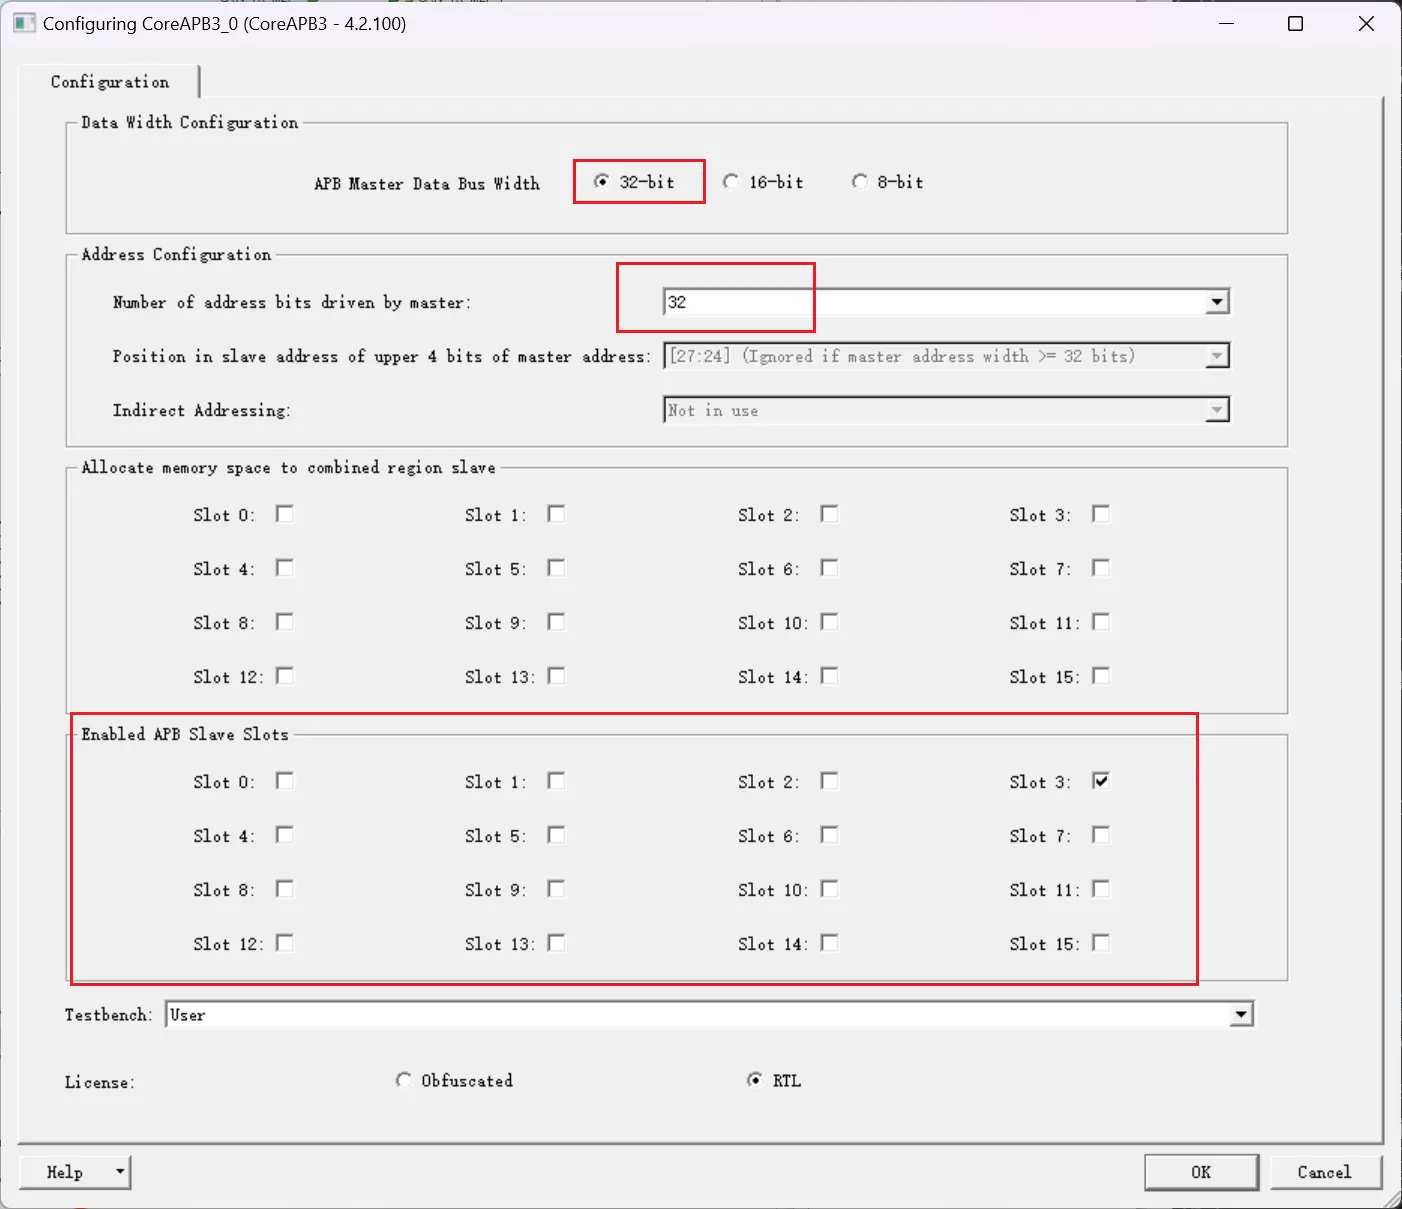 Configuring CoreAPB3_0 (CoreAPB3 - 4.2.100)
Configuration
Data Width Configuration
APB Master Data Bus Width 32-bit 16-bit 8-bit
Address Configuration
Number of address bits driven by master: 32
Position in slave address of upper 4 bits of master address: [27:24] (Ignored if master address width >= 32 bits)
Indirect Addressing: Not in use
Allocate memory space to combined region slave
Slot 0: Slot 1: Slot 2: Slot 3:
Slot 4: Slot 5: Slot 6: Slot 7:
Slot 8: Slot 9: Slot 10: Slot 11:
Slot 12: Slot 13: Slot 14: Slot 15:
Enabled APB Slave Slots
Slot 0: Slot 1: Slot 2: Slot 3:
Slot 4: Slot 5: Slot 6: Slot 7:
Slot 8: Slot 9: Slot 10: Slot 11:
Slot 12: Slot 13: Slot 14: Slot 15:
Testbench: User
License: Obfuscated RTL
Help OK Cancel